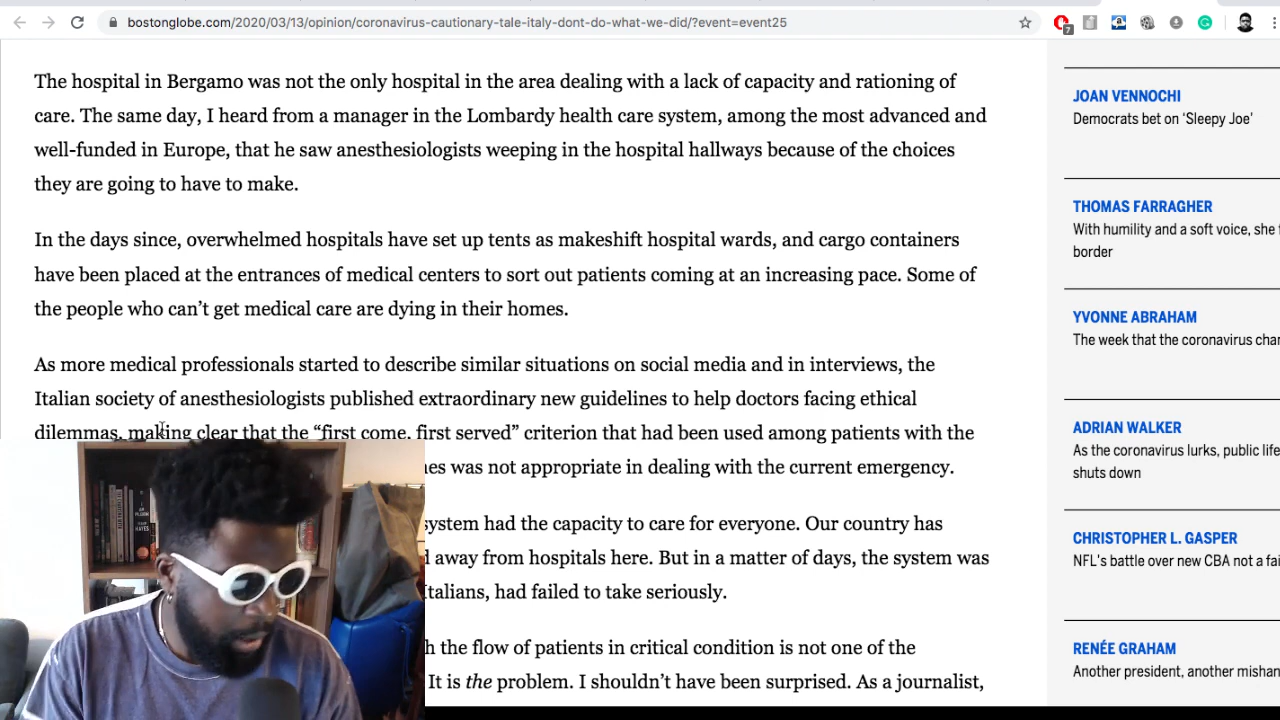 bostonglobe.com/2020/03/13/opinion/coronavirus-cautionary-tale-italy-dont-do-what-we-did/?event=event25
7
The hospital in Bergamo was not the only hospital in the area dealing with a lack of capacity and rationing of
care. The same day, I heard from a manager in the Lombardy health care system, among the most advanced and
well-funded in Europe, that he saw anesthesiologists weeping in the hospital hallways because of the choices
they are going to have to make.
In the days since, overwhelmed hospitals have set up tents as makeshift hospital wards, and cargo containers
have been placed at the entrances of medical centers to sort out patients coming at an increasing pace. Some of
the people who can’t get medical care are dying in their homes.
As more medical professionals started to describe similar situations on social media and in interviews, the
Italian society of anesthesiologists published extraordinary new guidelines to help doctors facing ethical
dilemmas, making clear that the “first come, first served” criterion that had been used among patients with the
was not appropriate in dealing with the current emergency.
system had the capacity to care for everyone. Our country has
away from hospitals here. But in a matter of days, the system was
Italians, had failed to take seriously.
the flow of patients in critical condition is not one of the
It is the problem. I shouldn’t have been surprised. As a journalist,
JOAN VENNOCHI
Democrats bet on ‘Sleepy Joe’
THOMAS FARRAGHER
With humility and a soft voice, she
border
YVONNE ABRAHAM
The week that the coronavirus
ADRIAN WALKER
As the coronavirus lurks, public life
shuts down
CHRISTOPHER L. GASPER
NFL's battle over new CBA not a
RENÉE GRAHAM
Another president, another